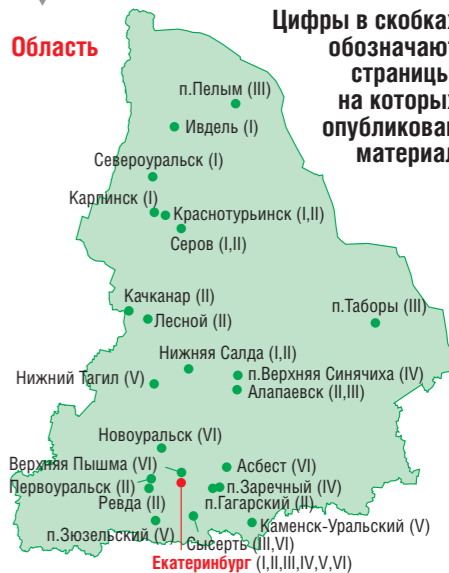 Область
Цифры в скобках
обозначают
страницы,
на которых
опубликован
материал
п.Пелым (III)
Ивдель (I)
Североуральск (I)
Карпинск (I)
Краснотурьинск (I,II)
Серов (I,II)
Качканар (II)
п.Таборы (III)
Лесной (II)
Нижняя Салда (I,II)
Нижний Тагил (V)
п.Верхняя Синячиха (IV)
Алапаевск (II,III)
Новоуральск (VI)
Верхняя Пышма (VI)
Асбест (VI)
Первоуральск (II)
п.Заречный (IV)
Ревда (II)
п.Гагарский (II)
п.Зюзельский (V)
Каменск-Уральский (V)
Сысерть (III,VI)
Екатеринбург (I,II,III,IV,V,VI)